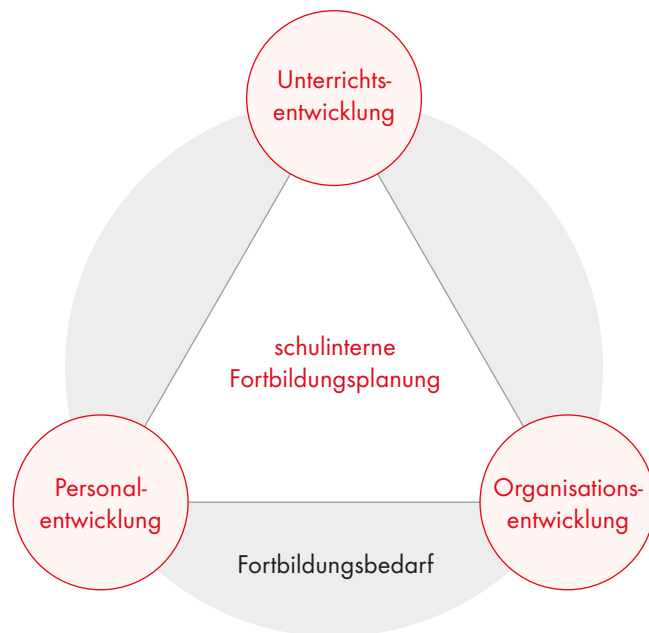 Unterrichts-
entwicklung
schulinterne
Fortbildungsplanung
Personal-
entwicklung
Organisations-
entwicklung
Fortbildungsbedarf